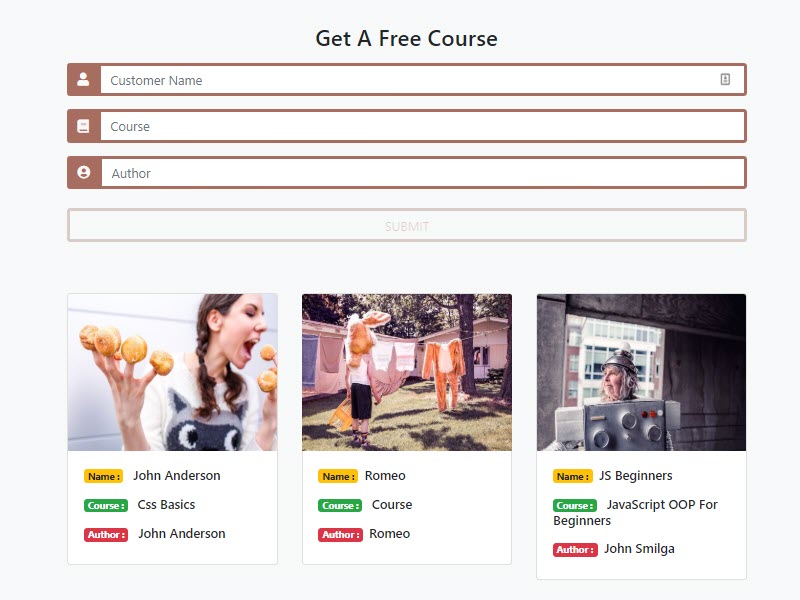 Get A Free Course
Customer Name
Course
Author
SUBMIT
Name : John Anderson
Course : Css Basics
Author : John Anderson
Name : Romeo
Course : Course
Author : Romeo
Name : JS Beginners
Course : JavaScript OOP For
Beginners
Author : John Smilga